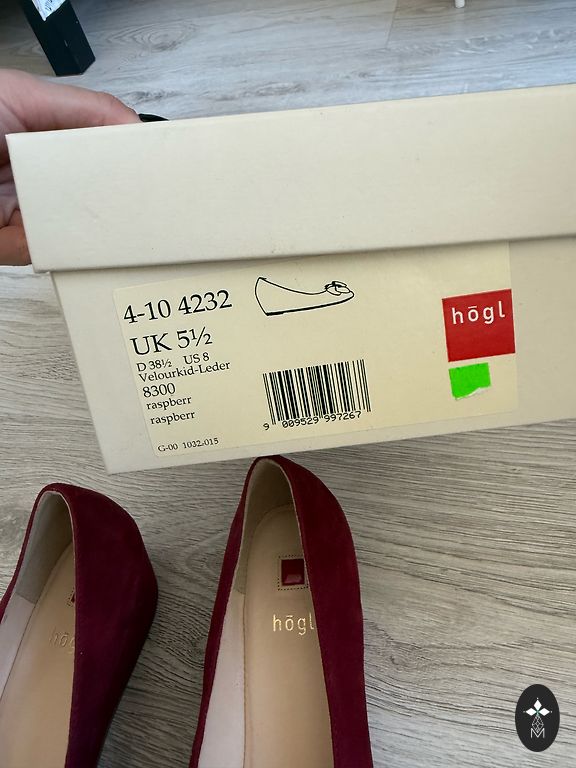 4-10 4232
UK 5½
D 38½ US 8
Velourkid-Leder
8300
raspberr
raspberr
G-00 1032-015
9 009529 997267
hōgl
hōgl
hōgl
M